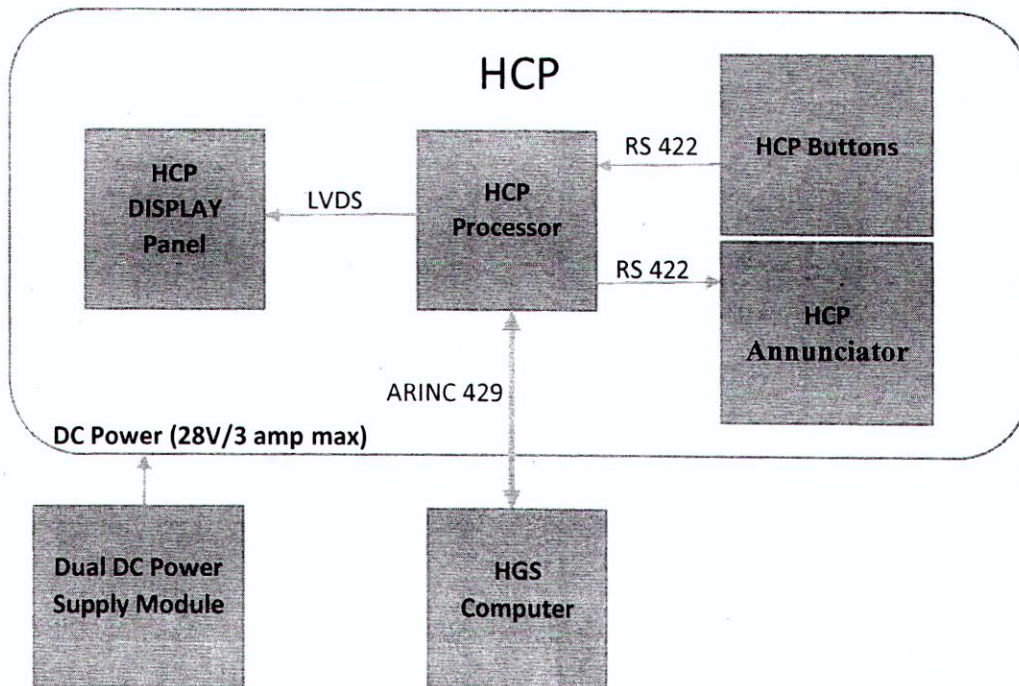 HCP
HCP
DISPLAY
Panel
LVDS
HCP
Processor
RS 422
HCP Buttons
RS 422
HCP
Annunciator
ARINC 429
DC Power (28V/3 amp max)
Dual DC Power
Supply Module
HGS
Computer